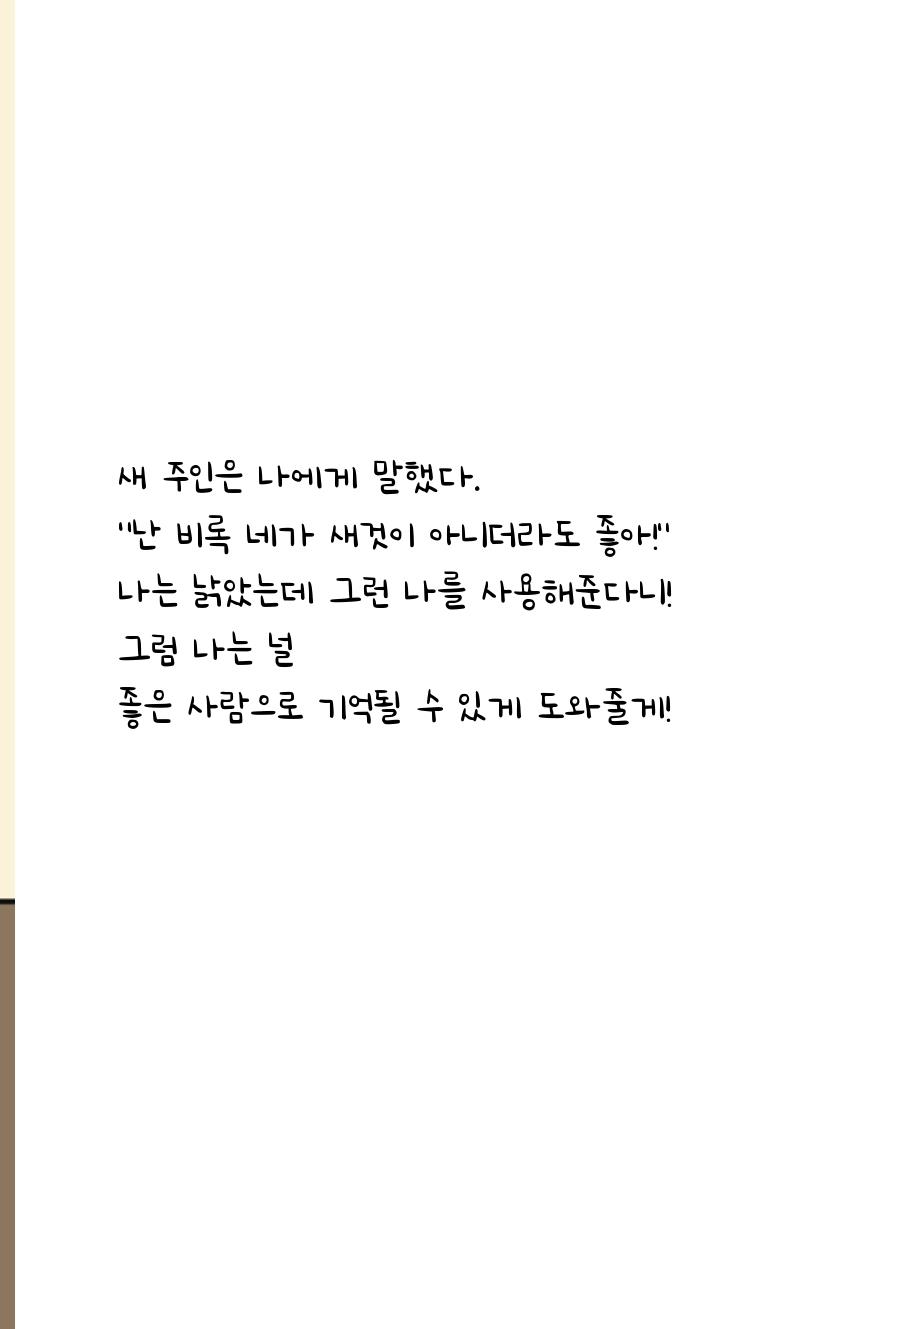 새 주인은 나에게 말했다.
"난 비록 네가 새것이 아니더라도 좋아!"
나는 낡았는데 그런 나를 사용해준다니!
그럼 나는 널
좋은 사람으로 기억될 수 있게 도와줄게!